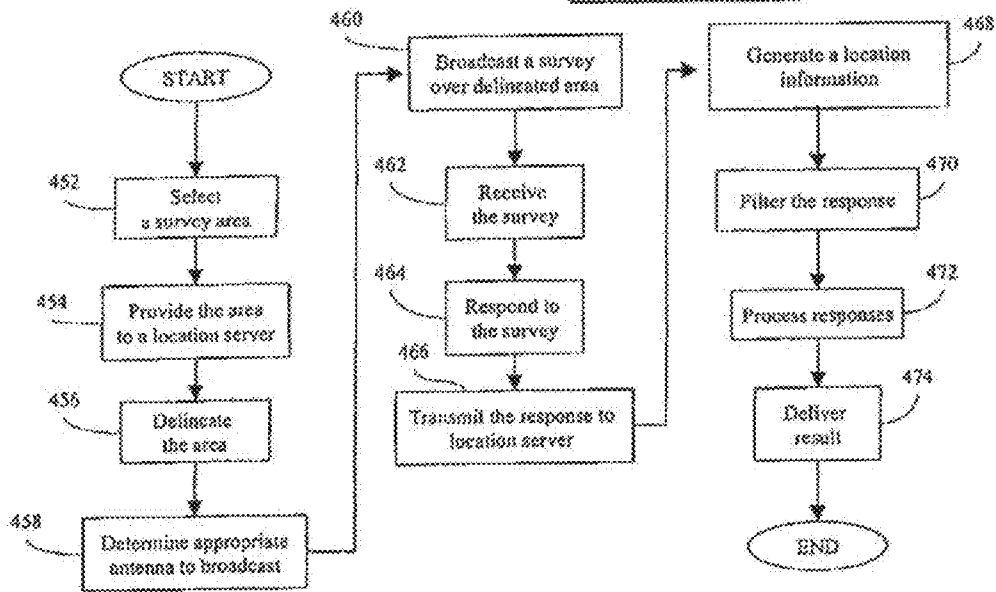 START
452
Select
a survey area
454
Provide the area
to a location server
456
Delineate
the area
458
Determine appropriate
antenna to broadcast
460
Broadcast a survey
over delineated area
462
Receive
the survey
464
Respond to
the survey
466
Transmit the response to
location server
468
Generate a location
information
470
Filter the response
472
Process responses
474
Deliver
result
END